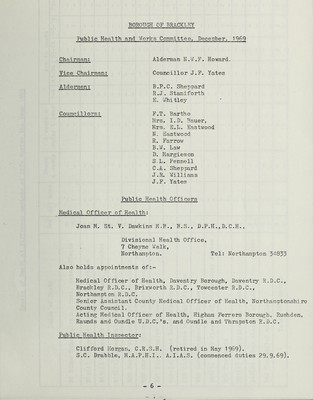 BOROUGH OF BRACKLEY
Public Health and Works Committee, December, 1969
Chairman: Alderman N.W.F. Howard.
Vice Chairman: Councillor J.F. Yates
Aldermen: B.P.C. Sheppard
R.J. Staniforth
E. Whitley
Councillors: F.T. Bartho
Mrs. I.D. Bauer,
Mrs. K.L. Eastwood
N. Eastwood
R. Farrow
B.W. Law
D. Margieson
S.L. Pennell
C.A. Sheppard
J.R. Williams
J.F. Yates
Public Health Officers
Medical Officer of Health:
Joan M. St. V. Dawkins M.B., B.S., D.P.H.,D.C.H.,
Divisional Health Office,
7 Cheyne Walk,
Northampton. Tel: Northampton 34833
Also holds appointments of:-
Medical Officer of Health, Daventry Borough, Daventry R.D.C.,
Brackley R.D.C., Brixworth R.D.C., Towcester R.D.C.,
Northampton R.D.C.
Senior Assistant County Medical Officer of Health, Northamptonshire
County Council.
Acting Medical Officer of Health, Higham Ferrers Borough, Rushden,
Raunds and Oundle U.D.C.'s. and Oundle and Thrapston R.D.C.
Public Health Inspector:
Clifford Morgan, C.R.S.H. (retired in May 1969).
S.C. Drabble, M.A.P.H.I., A.I.A.S. (commenced duties 29.9.69).
- 6 -